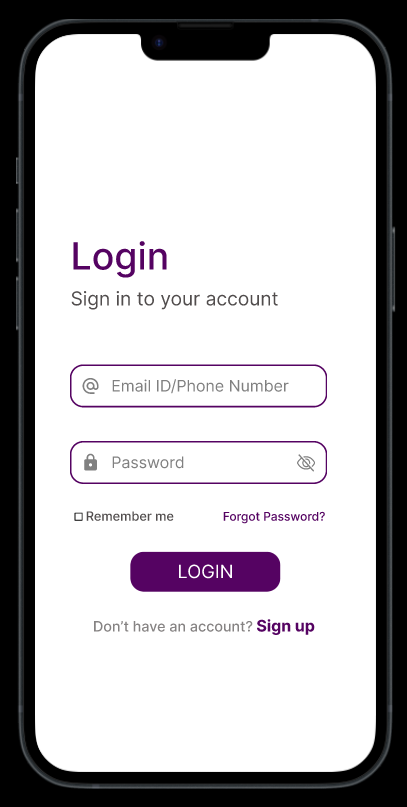 Login
Sign in to your account
Email ID/Phone Number
Password
Remember me Forgot Password?
LOGIN
Don't have an account? Sign up